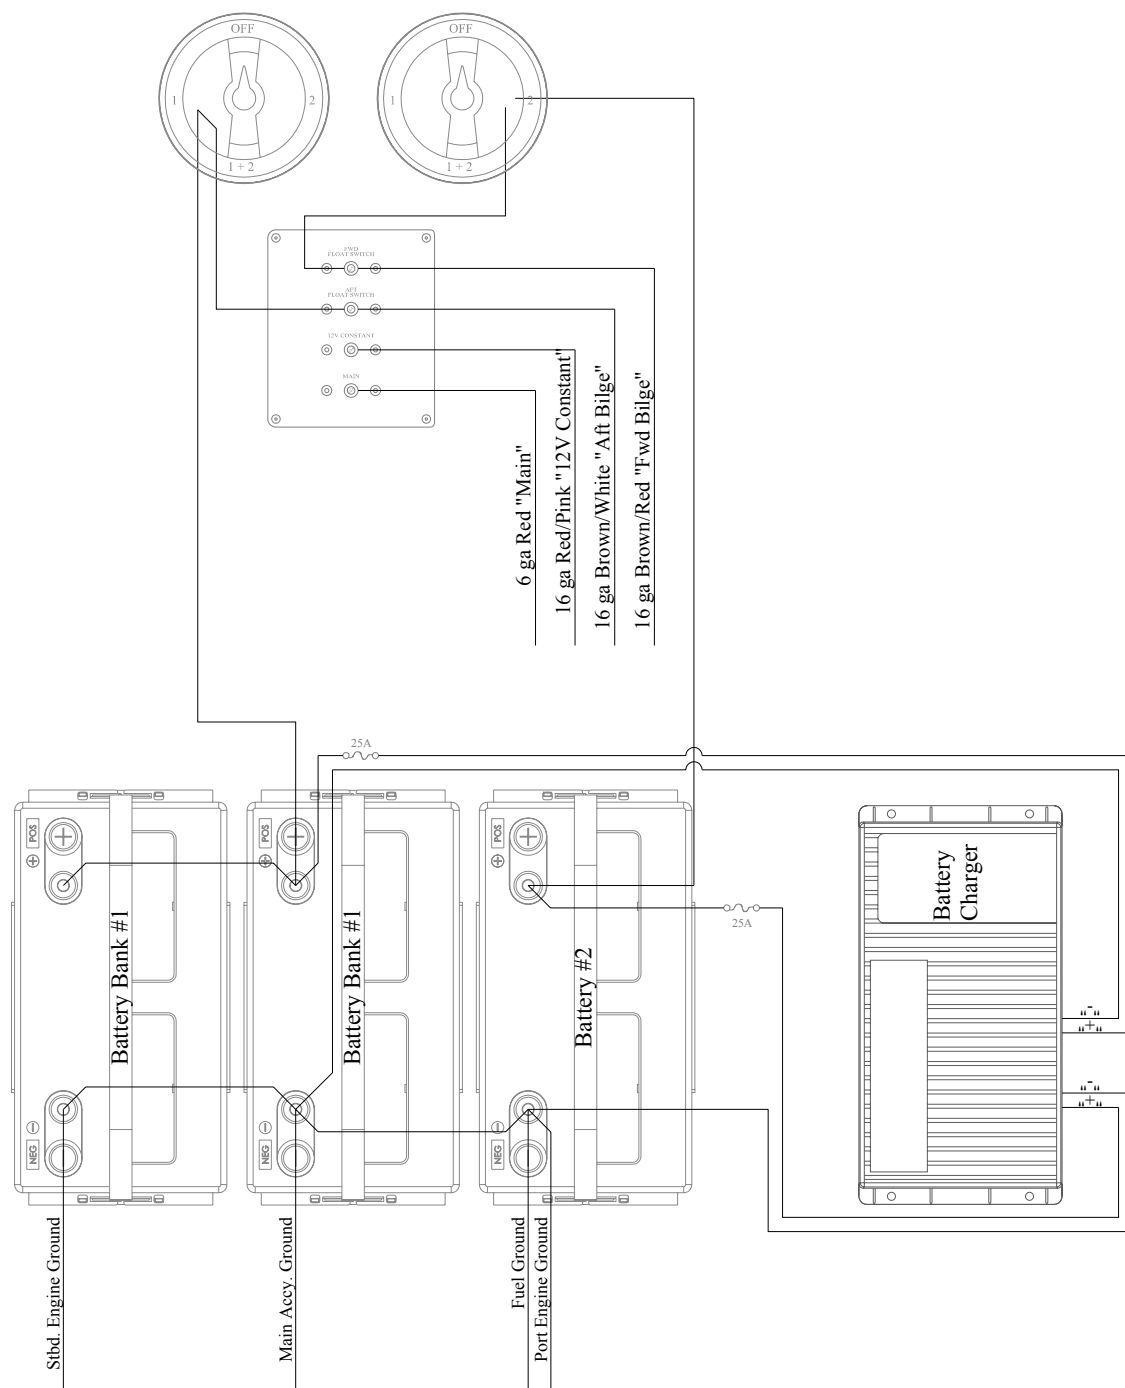 OFF
1
2
1 + 2
OFF
1
2
1 + 2
FWD
FLOAT SWITCH
AFT
FLOAT SWITCH
12V CONSTANT
MAIN
6 ga Red "Main"
16 ga Red/Pink "12V Constant"
16 ga Brown/White "Aft Bilge"
16 ga Brown/Red "Fwd Bilge"
25A
POS
NEG
Battery Bank #1
POS
NEG
Battery Bank #1
POS
NEG
Battery #2
25A
Battery
Charger
"-"
"+"
"-"
"+"
Stbd. Engine Ground
Main Accy. Ground
Fuel Ground
Port Engine Ground